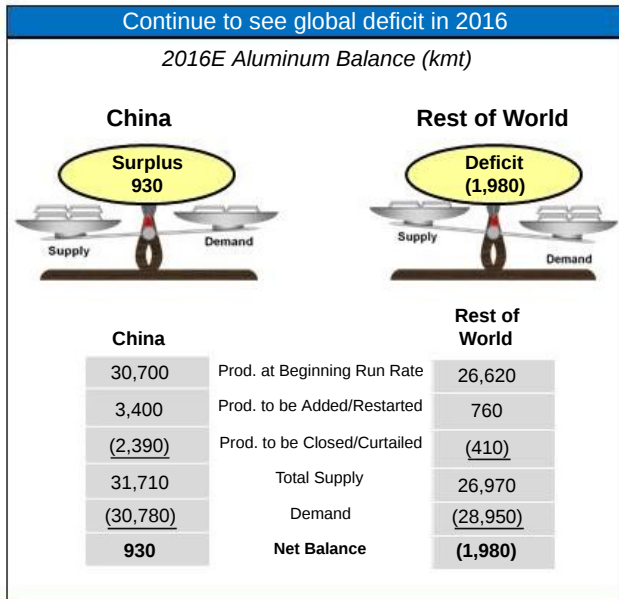 Continue to see global deficit in 2016
2016E Aluminum Balance (kmt)
China Rest of World
Surplus
930
Supply Demand
Deficit
(1,980)
Supply Demand
China Rest of
World
30,700 Prod. at Beginning Run Rate 26,620
3,400 Prod. to be Added/Restarted 760
(2,390) Prod. to be Closed/Curtailed (410)
31,710 Total Supply 26,970
(30,780) Demand (28,950)
930 Net Balance (1,980)